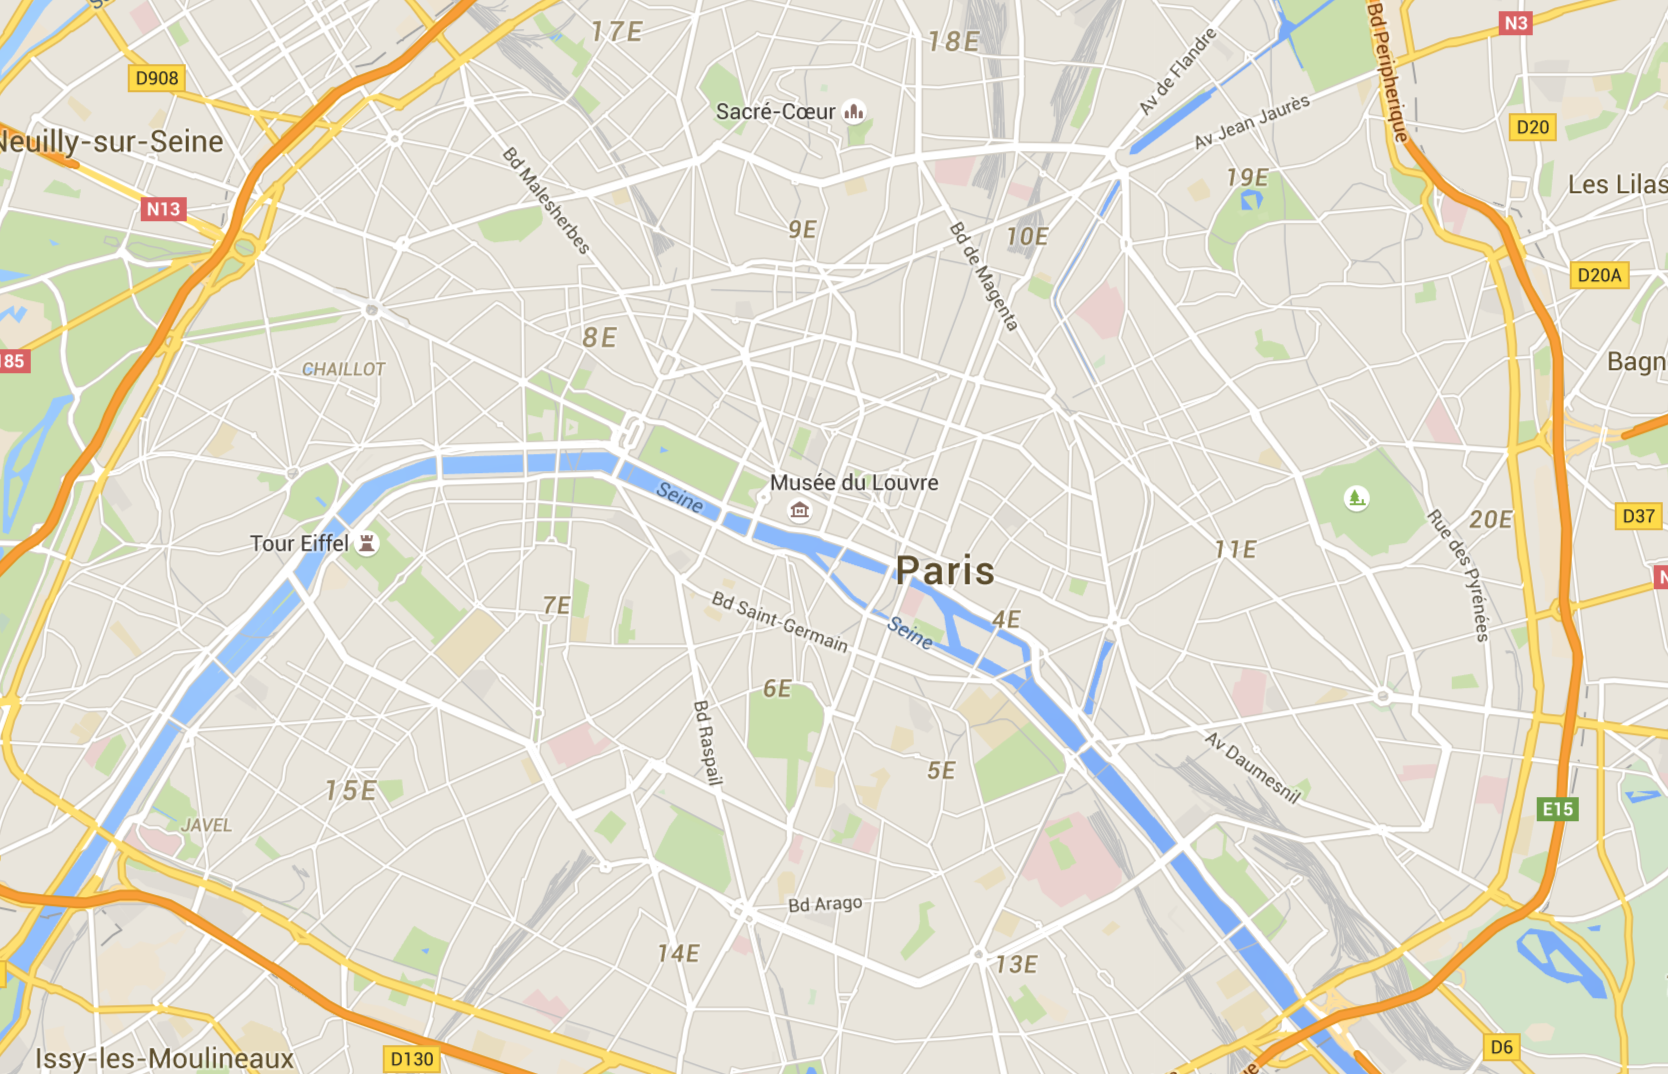 17E
18E
N3
Bd Peripherique
D908
Av de Flandre
Sacré-Cœur
Av Jean Jaurès
D20
Neuilly-sur-Seine
Bd Malesherbes
19E
Les Lilas
N13
9E
Bd de Magenta
10E
D20A
8E
185
CHAILLOT
Bagn
Musée du Louvre
Seine
Rue des Pyrénées
20E
D37
Tour Eiffel
11E
Paris
N
7E
Bd Saint-Germain
Seine
4E
6E
Bd Raspail
Av Daumesnil
5E
15E
E15
JAVEL
Bd Arago
14E
13E
Issy-les-Moulineaux
D130
D6